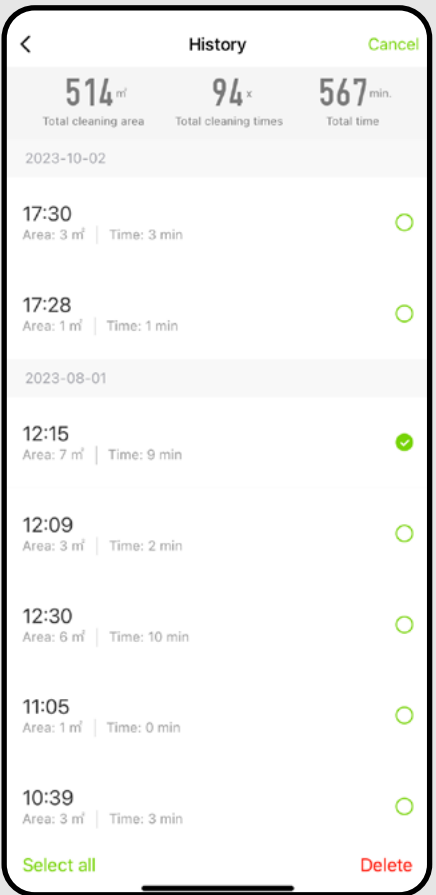 History
Cancel
514㎡ 94x 567min.
Total cleaning area Total cleaning times Total time
2023-10-02
17:30
Area: 3 ㎡ | Time: 3 min
17:28
Area: 1 ㎡ | Time: 1 min
2023-08-01
12:15
Area: 7 ㎡ | Time: 9 min
12:09
Area: 3 ㎡ | Time: 2 min
12:30
Area: 6 ㎡ | Time: 10 min
11:05
Area: 1 ㎡ | Time: 0 min
10:39
Area: 3 ㎡ | Time: 3 min
Select all
Delete